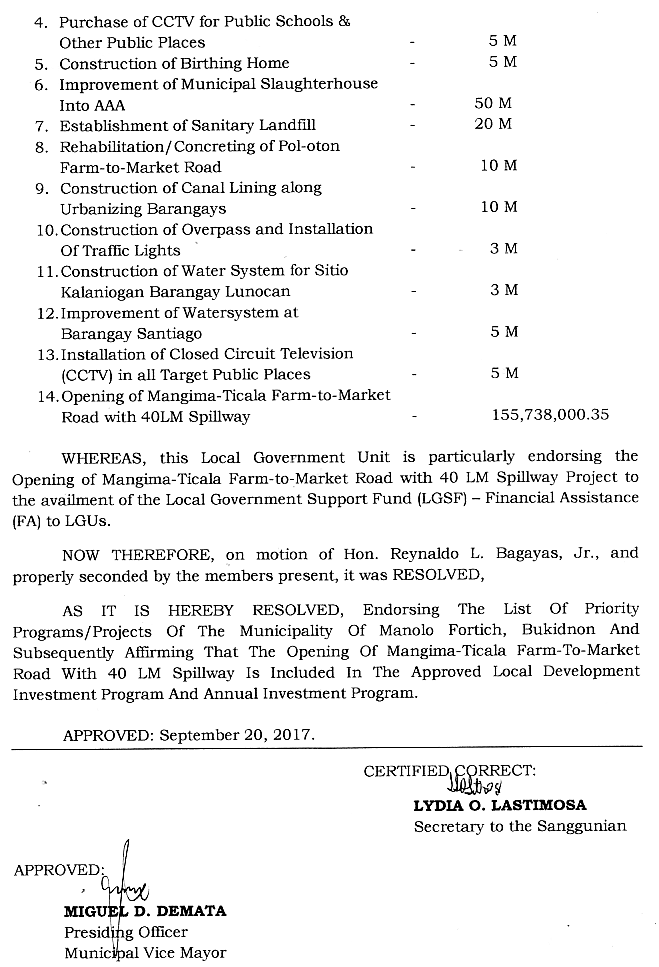 4. Purchase of CCTV for Public Schools &
Other Public Places - 5 M
5. Construction of Birthing Home - 5 M
6. Improvement of Municipal Slaughterhouse
Into AAA - 50 M
7. Establishment of Sanitary Landfill - 20 M
8. Rehabilitation/Concreting of Pol-oton
Farm-to-Market Road - 10 M
9. Construction of Canal Lining along
Urbanizing Barangays - 10 M
10. Construction of Overpass and Installation
Of Traffic Lights - 3 M
11. Construction of Water System for Sitio
Kalaniogan Barangay Lunocan - 3 M
12. Improvement of Watersystem at
Barangay Santiago - 5 M
13. Installation of Closed Circuit Television
(CCTV) in all Target Public Places - 5 M
14. Opening of Mangima-Ticala Farm-to-Market
Road with 40LM Spillway - 155,738,000.35
WHEREAS, this Local Government Unit is particularly endorsing the
Opening of Mangima-Ticala Farm-to-Market Road with 40 LM Spillway Project to
the availment of the Local Government Support Fund (LGSF) – Financial Assistance
(FA) to LGUs.
NOW THEREFORE, on motion of Hon. Reynaldo L. Bagayas, Jr., and
properly seconded by the members present, it was RESOLVED,
AS IT IS HEREBY RESOLVED, Endorsing The List Of Priority
Programs/Projects Of The Municipality Of Manolo Fortich, Bukidnon And
Subsequently Affirming That The Opening Of Mangima-Ticala Farm-To-Market
Road With 40 LM Spillway Is Included In The Approved Local Development
Investment Program And Annual Investment Program.
APPROVED: September 20, 2017.
CERTIFIED CORRECT:
LYDIA O. LASTIMOSA
Secretary to the Sanggunian
APPROVED:
MIGUEL D. DEMATA
Presiding Officer
Municipal Vice Mayor